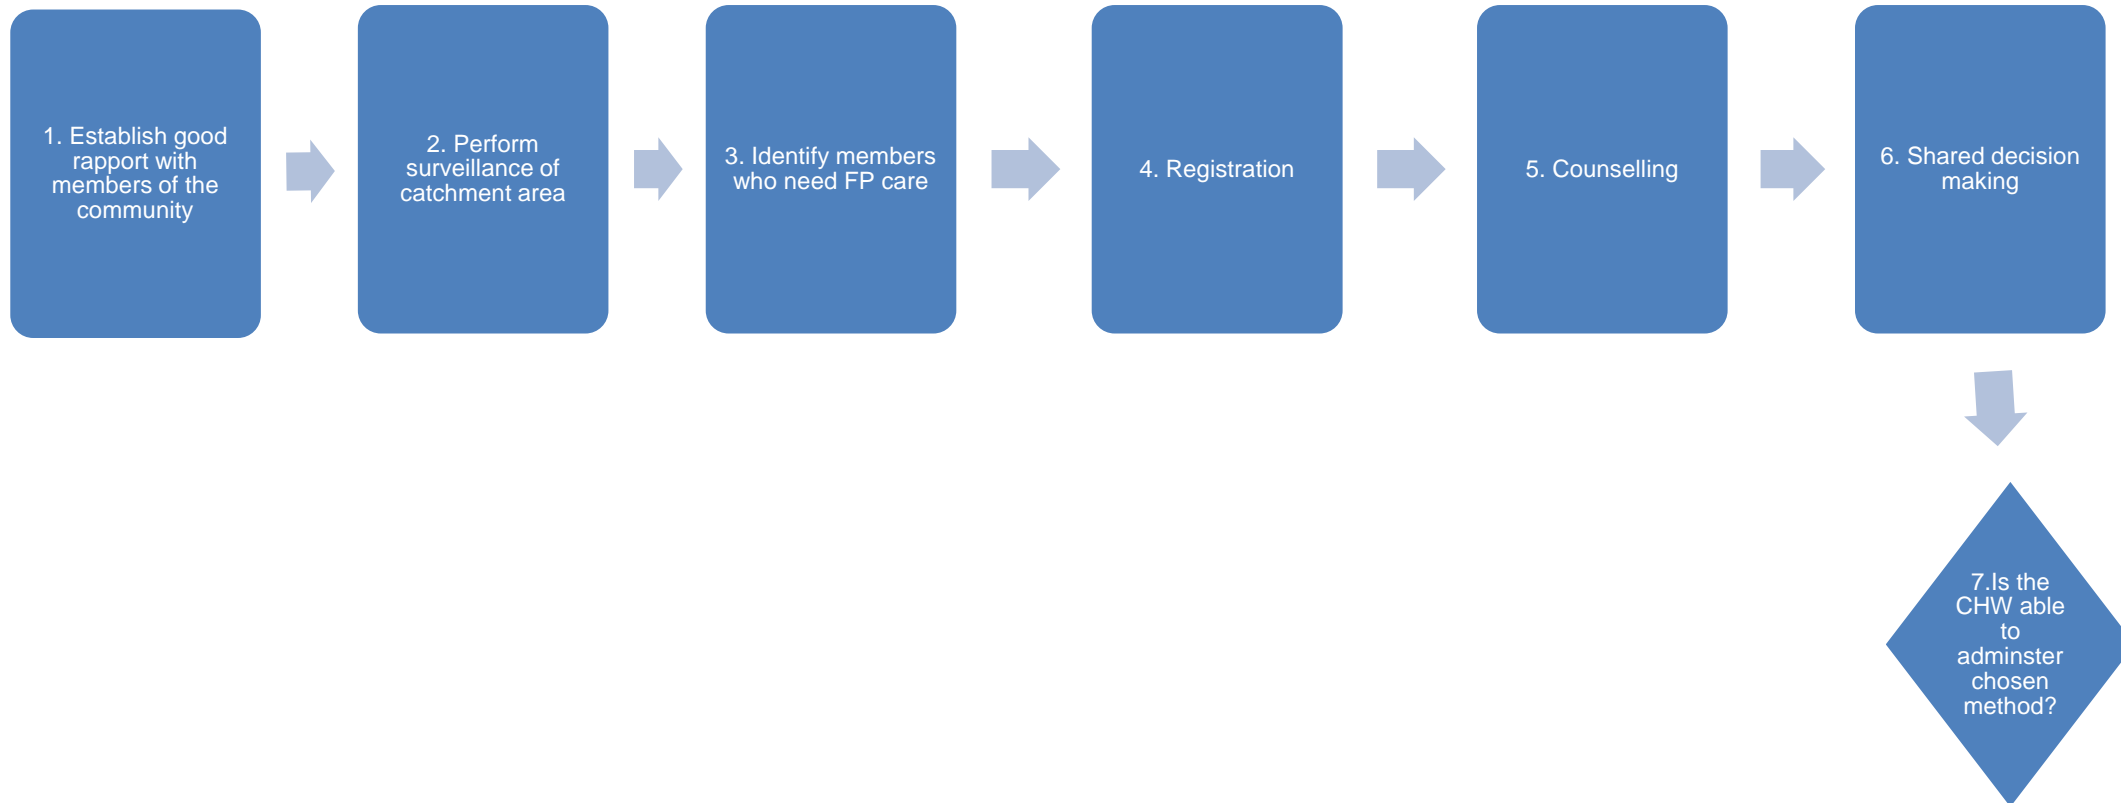 1. Establish good
rapport with
members of the
community
2. Perform
surveillance of
catchment area
3. Identify members
who need FP care
4. Registration
5. Counselling
6. Shared decision
making
7.Is the
CHW able
to
adminster
chosen
method?